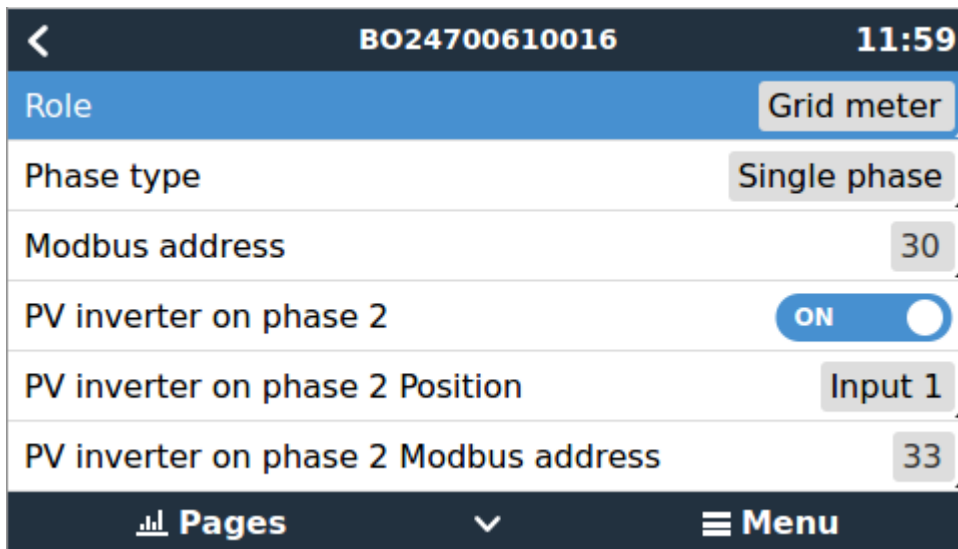 BO24700610016 11:59
Role Grid meter
Phase type Single phase
Modbus address 30
PV inverter on phase 2 ON
PV inverter on phase 2 Position Input 1
PV inverter on phase 2 Modbus address 33
Pages Menu